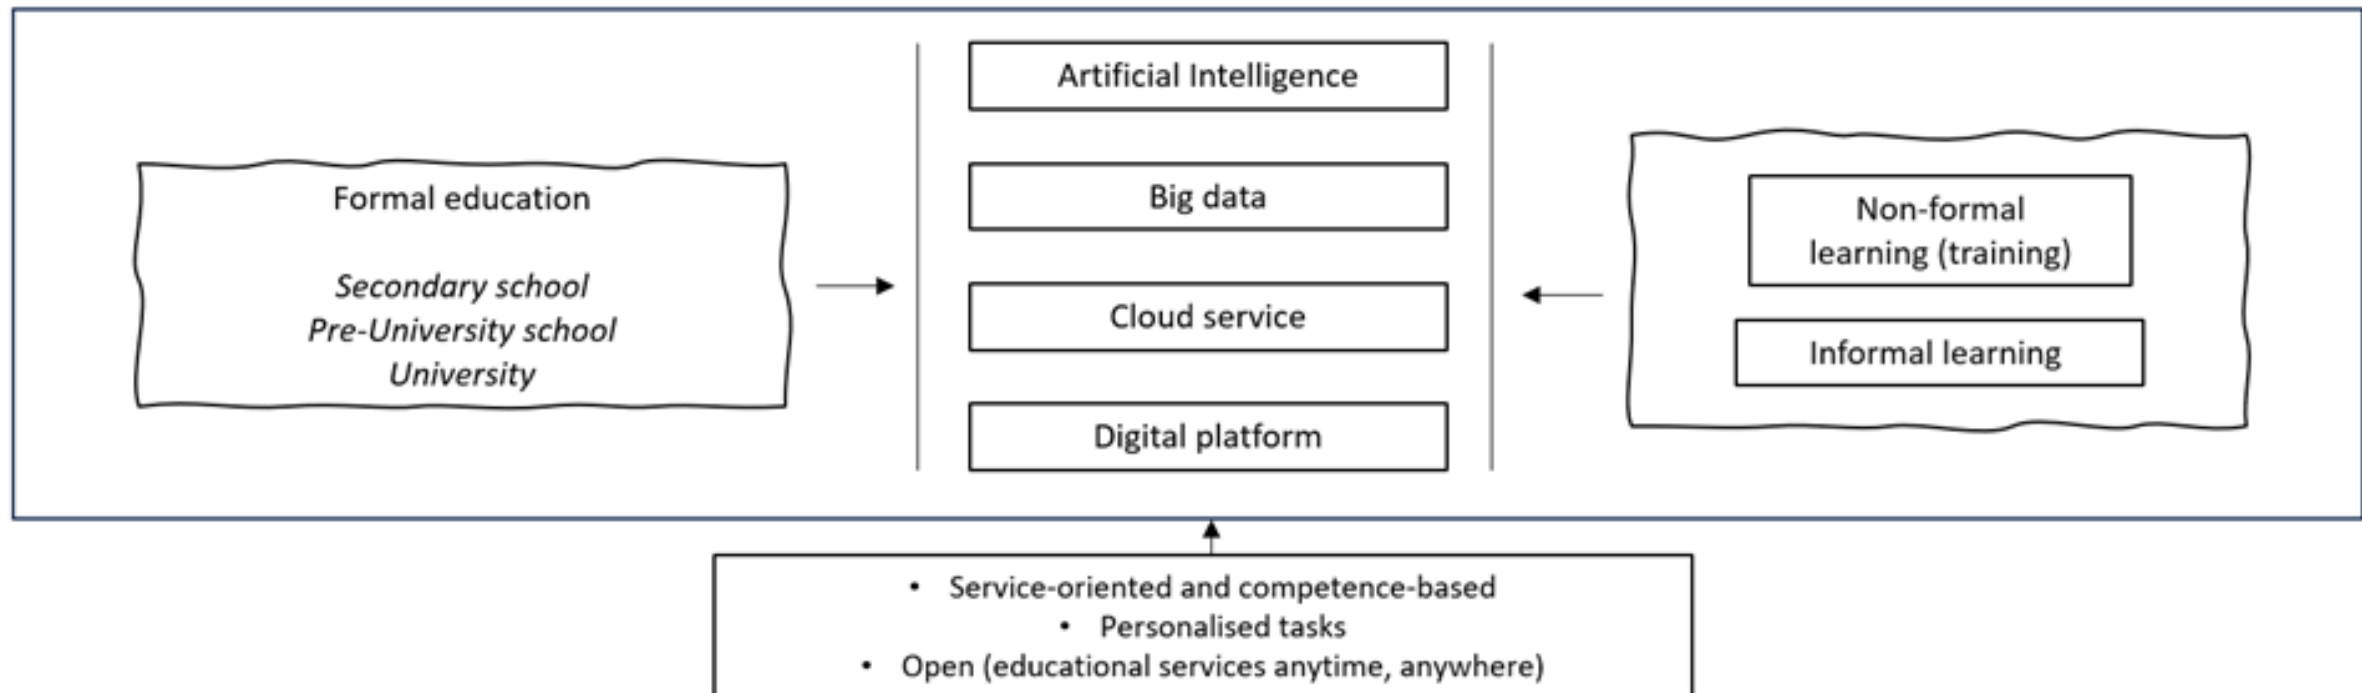 Artificial Intelligence
Big data
Cloud service
Digital platform
Formal education
Secondary school
Pre-University school
University
Non-formal
learning (training)
Informal learning
• Service-oriented and competence-based
• Personalised tasks
• Open (educational services anytime, anywhere)